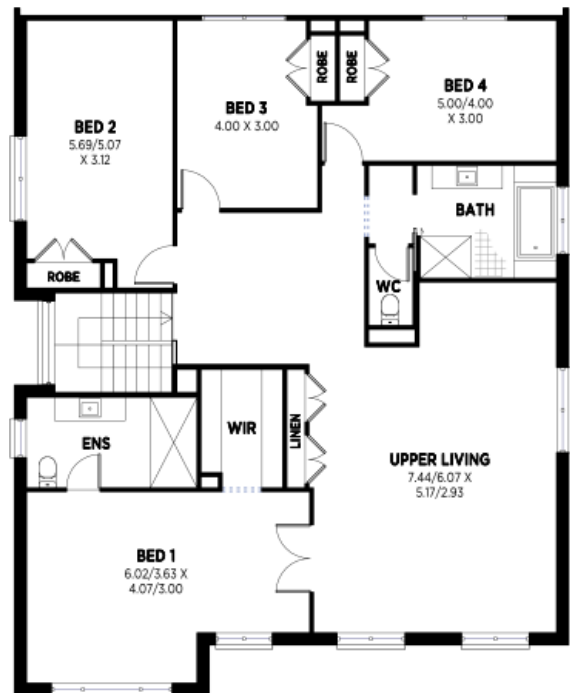 BED 2
5.69/5.07
X 3.12
BED 3
4.00 X 3.00
ROBE
ROBE
BED 4
5.00/4.00
X 3.00
BATH
ROBE
WC
ENS
WIR
LINEN
UPPER LIVING
7.44/6.07 X
5.17/2.93
BED 1
6.02/3.63 X
4.07/3.00